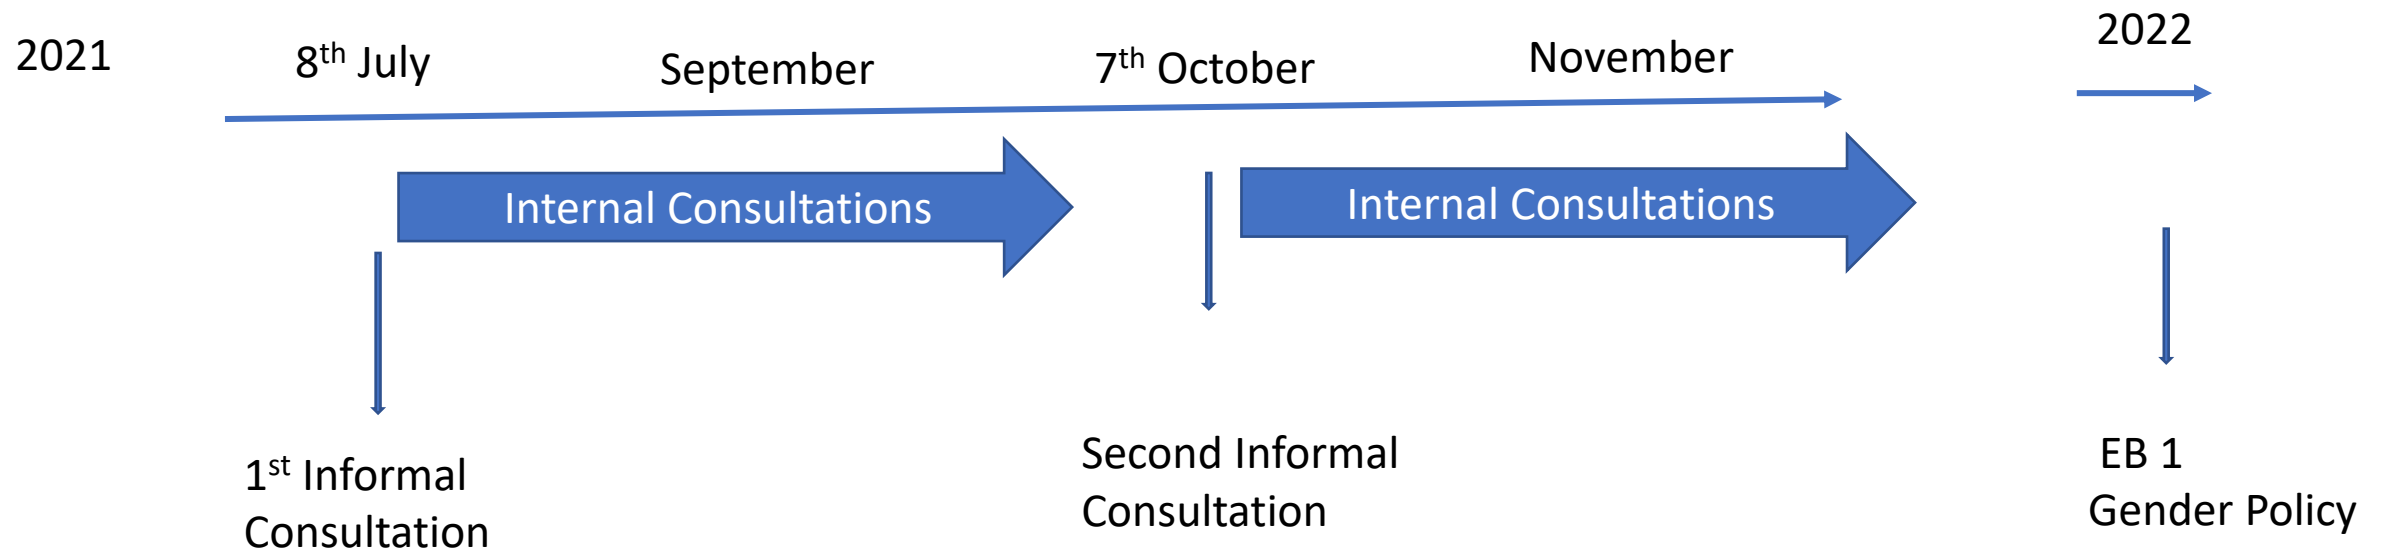 2021
8th July
September
7th October
November
2022
Internal Consultations
Internal Consultations
1st Informal
Consultation
Second Informal
Consultation
EB 1
Gender Policy